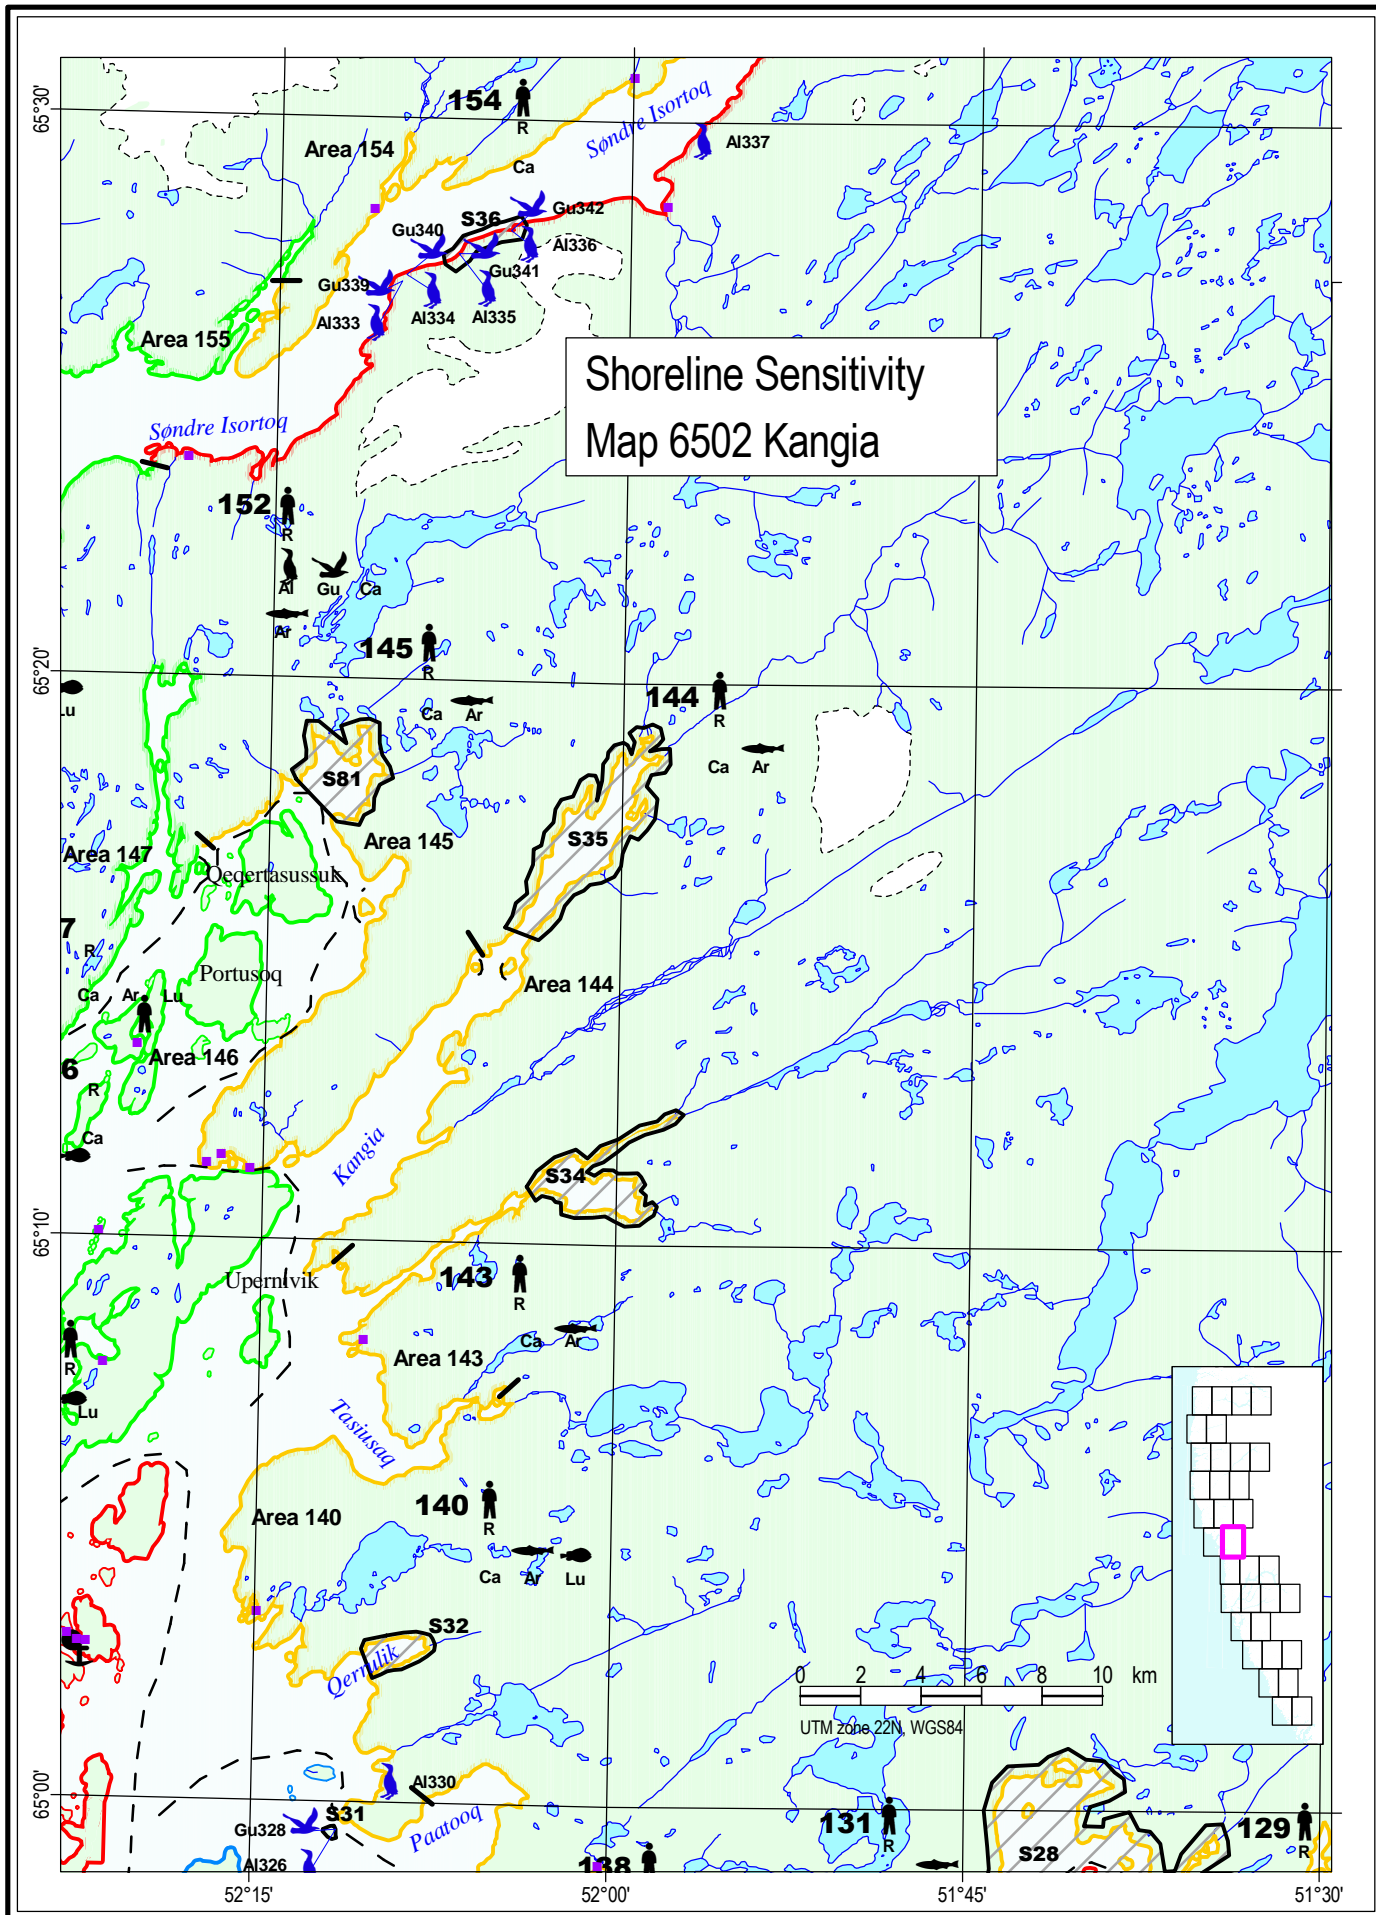 65°30'
154
R
Søndre Isortoq
Al337
Area 154
Ca
S36
Gu342
Gu340
Al336
Gu341
Gu339
Al333
Al334
Al335
Area 155
Shoreline Sensitivity
Map 6502 Kangia
Søndre Isortoq
152
R
Al Gu Ca
Ar
65°20'
145
R
144
R
Lu
Ca Ar
Ca Ar
S81
Area 145
S35
Area 147
Qeqertasussuk
7
R
Portusoq
Area 144
Ca Ar Lu
Area 146
6
R
Ca
Kangia
S34
65°10'
Upernivik
143
R
R
Ca Ar
Area 143
Lu
Tasiusaq
Area 140
140
R
Ca Ar Lu
S32
Qerrulik
0 2 4 6 8 10 km
UTM zone 22N, WGS84
65°00'
Al330
S31
Gu328
Paatooq
131
R
129
R
Al326
138
S28
52°15' 52°00' 51°45' 51°30'